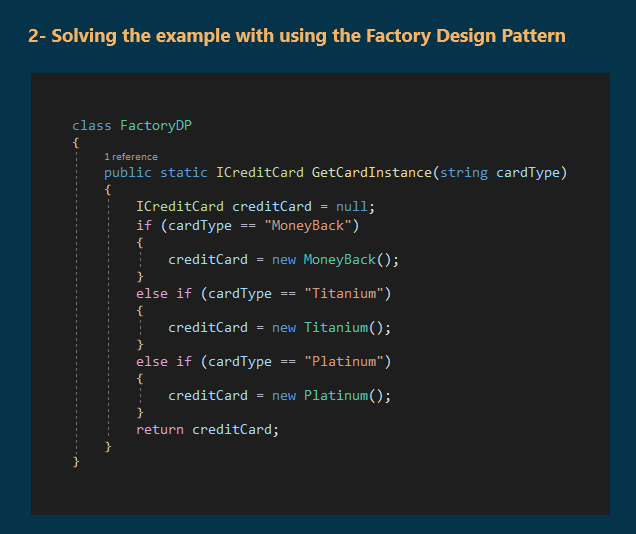 2- Solving the example with using the Factory Design Pattern
class FactoryDP
{
1 reference
public static ICreditCard GetCardInstance(string cardType)
{
ICreditCard creditCard = null;
if (cardType == "MoneyBack")
{
creditCard = new MoneyBack();
}
else if (cardType == "Titanium")
{
creditCard = new Titanium();
}
else if (cardType == "Platinum")
{
creditCard = new Platinum();
}
return creditCard;
}
}